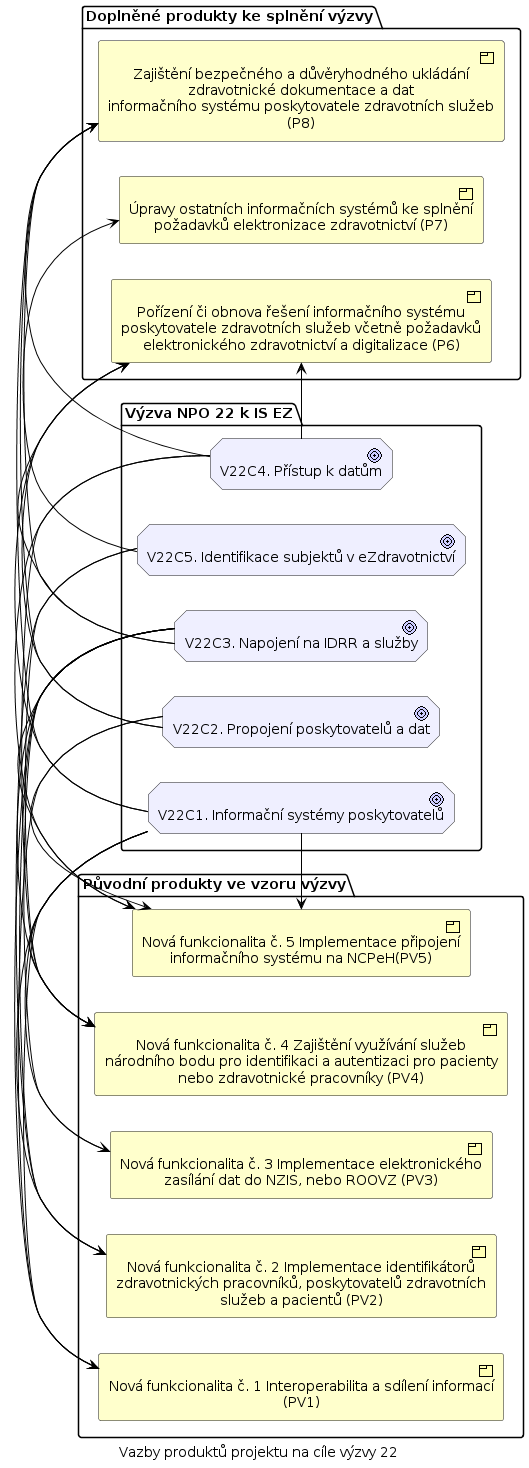 Doplněné produkty ke splnění výzvy
Zajištění bezpečného a důvěryhodného ukládání
zdravotnické dokumentace a dat
informačního systému poskytovatele zdravotních služeb
(P8)
Úpravy ostatních informačních systémů ke splnění
požadavků elektronizace zdravotnictví (P7)
Pořízení či obnova řešení informačního systému
poskytovatele zdravotních služeb včetně požadavků
elektronického zdravotnictví a digitalizace (P6)
Výzva NPO 22 k IS EZ
V22C4. Přístup k datům
V22C5. Identifikace subjektů v eZdravotnictví
V22C3. Napojení na IDRR a služby
V22C2. Propojení poskytovatelů a dat
V22C1. Informační systémy poskytovatelů
Původní produkty ve vzoru výzvy
Nová funkcionalita č. 5 Implementace připojení
informačního systému na NCPeH(PV5)
Nová funkcionalita č. 4 Zajištění využívání služeb
národního bodu pro identifikaci a autentizaci pro pacienty
nebo zdravotnické pracovníky (PV4)
Nová funkcionalita č. 3 Implementace elektronického
zasílání dat do NZIS, nebo ROOVZ (PV3)
Nová funkcionalita č. 2 Implementace identifikátorů
zdravotnických pracovníků, poskytovatelů zdravotních
služeb a pacientů (PV2)
Nová funkcionalita č. 1 Interoperabilita a sdílení informací
(PV1)
Vazby produktů projektu na cíle výzvy 22